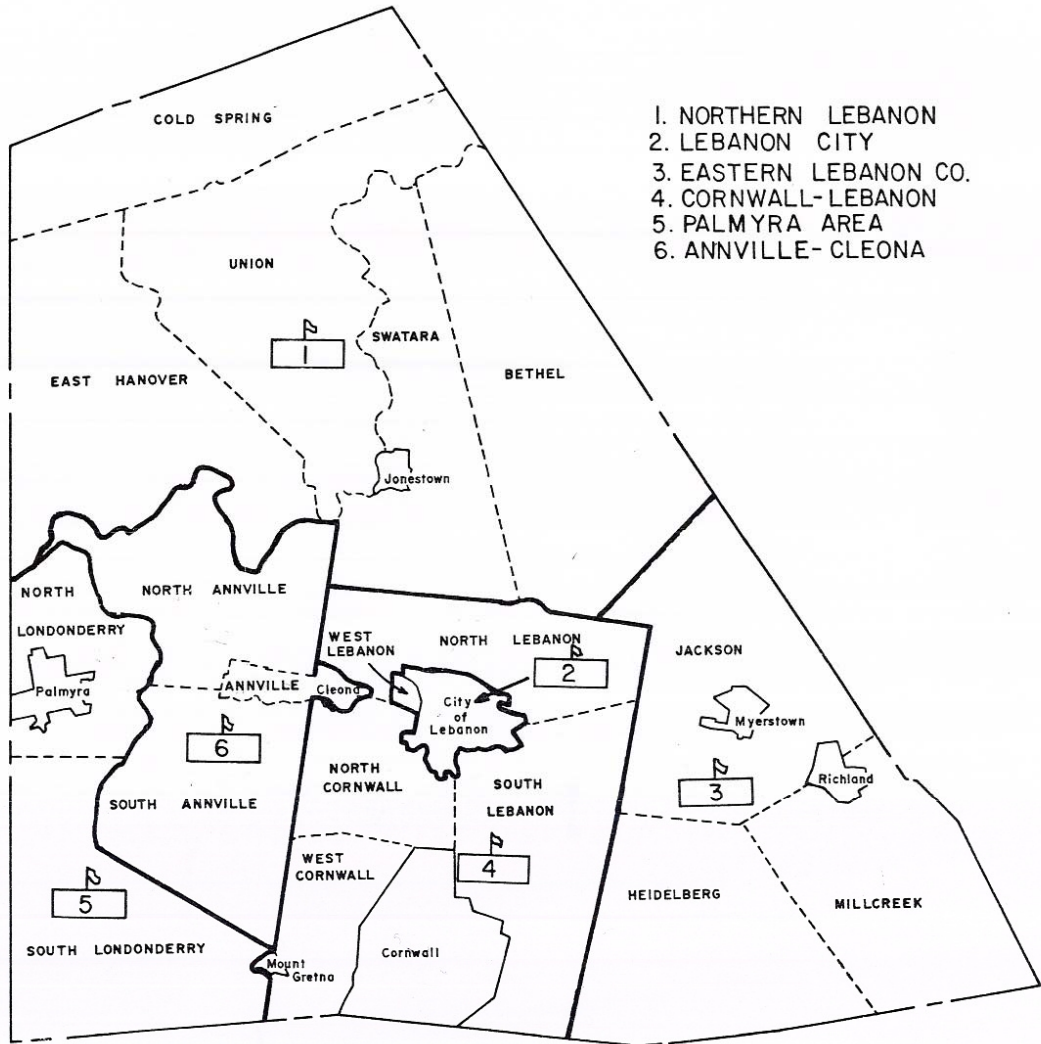 COLD SPRING
1. NORTHERN LEBANON
2. LEBANON CITY
3. EASTERN LEBANON CO.
4. CORNWALL-LEBANON
5. PALMYRA AREA
6. ANNVILLE-CLEONA
UNION
SWATARA
1
EAST HANOVER
BETHEL
Jonestown
NORTH
LONDONDERRY
NORTH ANNVILLE
WEST
LEBANON
NORTH LEBANON
2
JACKSON
Palmyra
ANNVILLE
Cleona
City
of
Lebanon
Myerstown
6
NORTH
CORNWALL
SOUTH
LEBANON
3
Richland
SOUTH ANNVILLE
WEST
CORNWALL
4
5
HEIDELBERG
MILLCREEK
SOUTH LONDONDERRY
Mount
Gretna
Cornwall